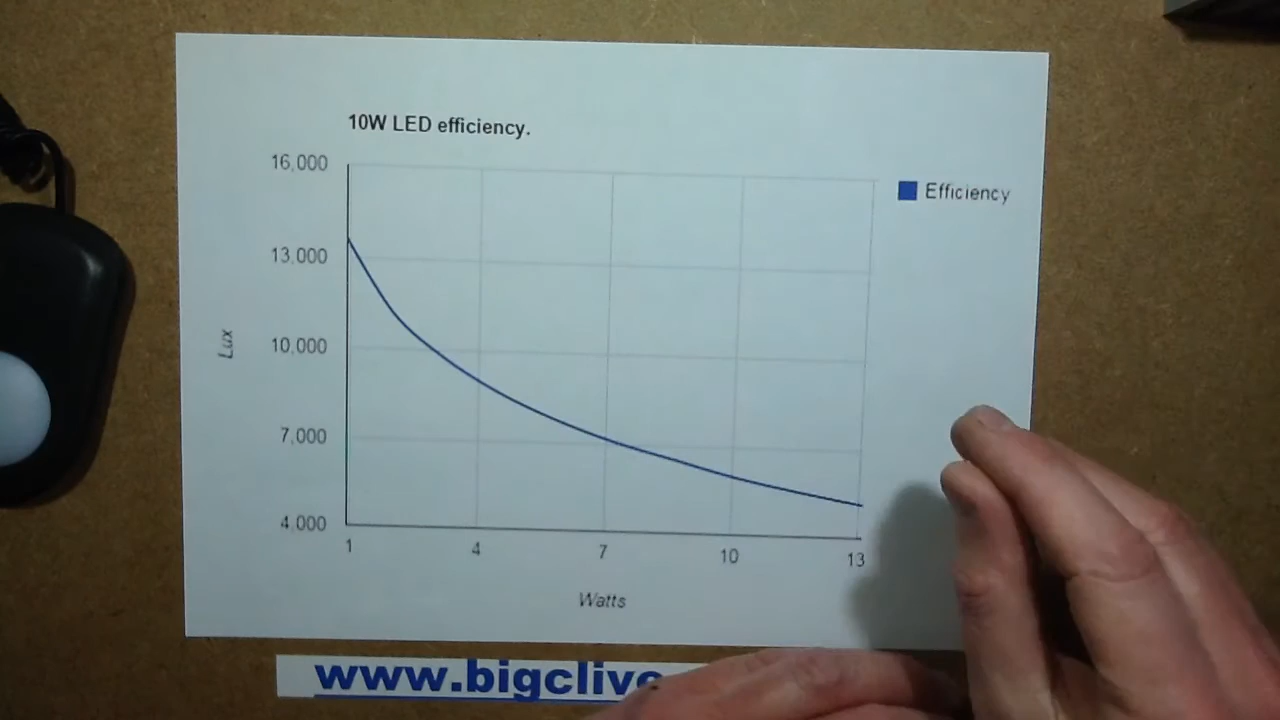 10W LED efficiency.
16,000
Efficiency
13,000
Lux
10,000
7,000
4,000
1 4 7 10 13
Watts
www.bigclive